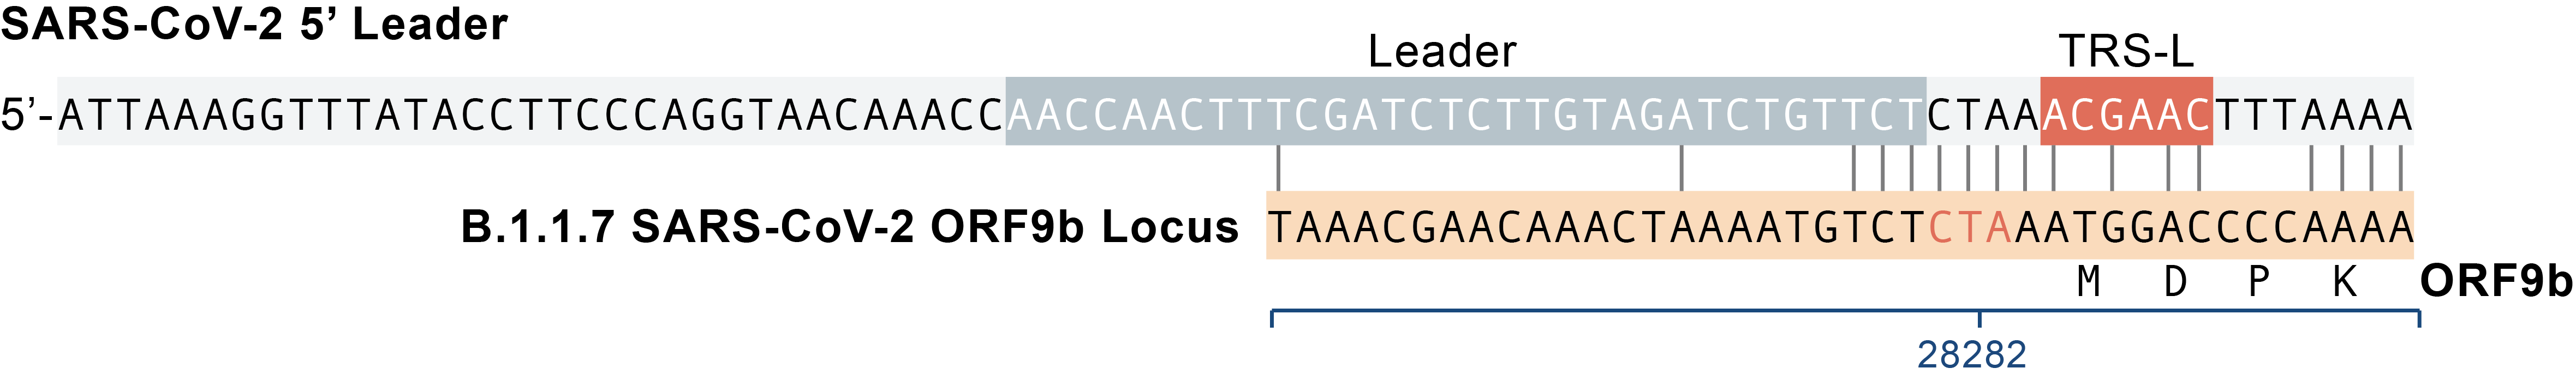 SARS-CoV-2 5’ Leader
Leader TRS-L
5’-ATTAAAGGTTTATACCTTCCCAGGTAACAAACCAACCAACTTTCGATCTCTTGTAGATCTGTTCTCTAAACGAACTTTAAAA
B.1.1.7 SARS-CoV-2 ORF9b Locus TAAACGAACAAACTAAAATGTCTCTAAATGGACCCCAAAA
M D P K ORF9b
28282